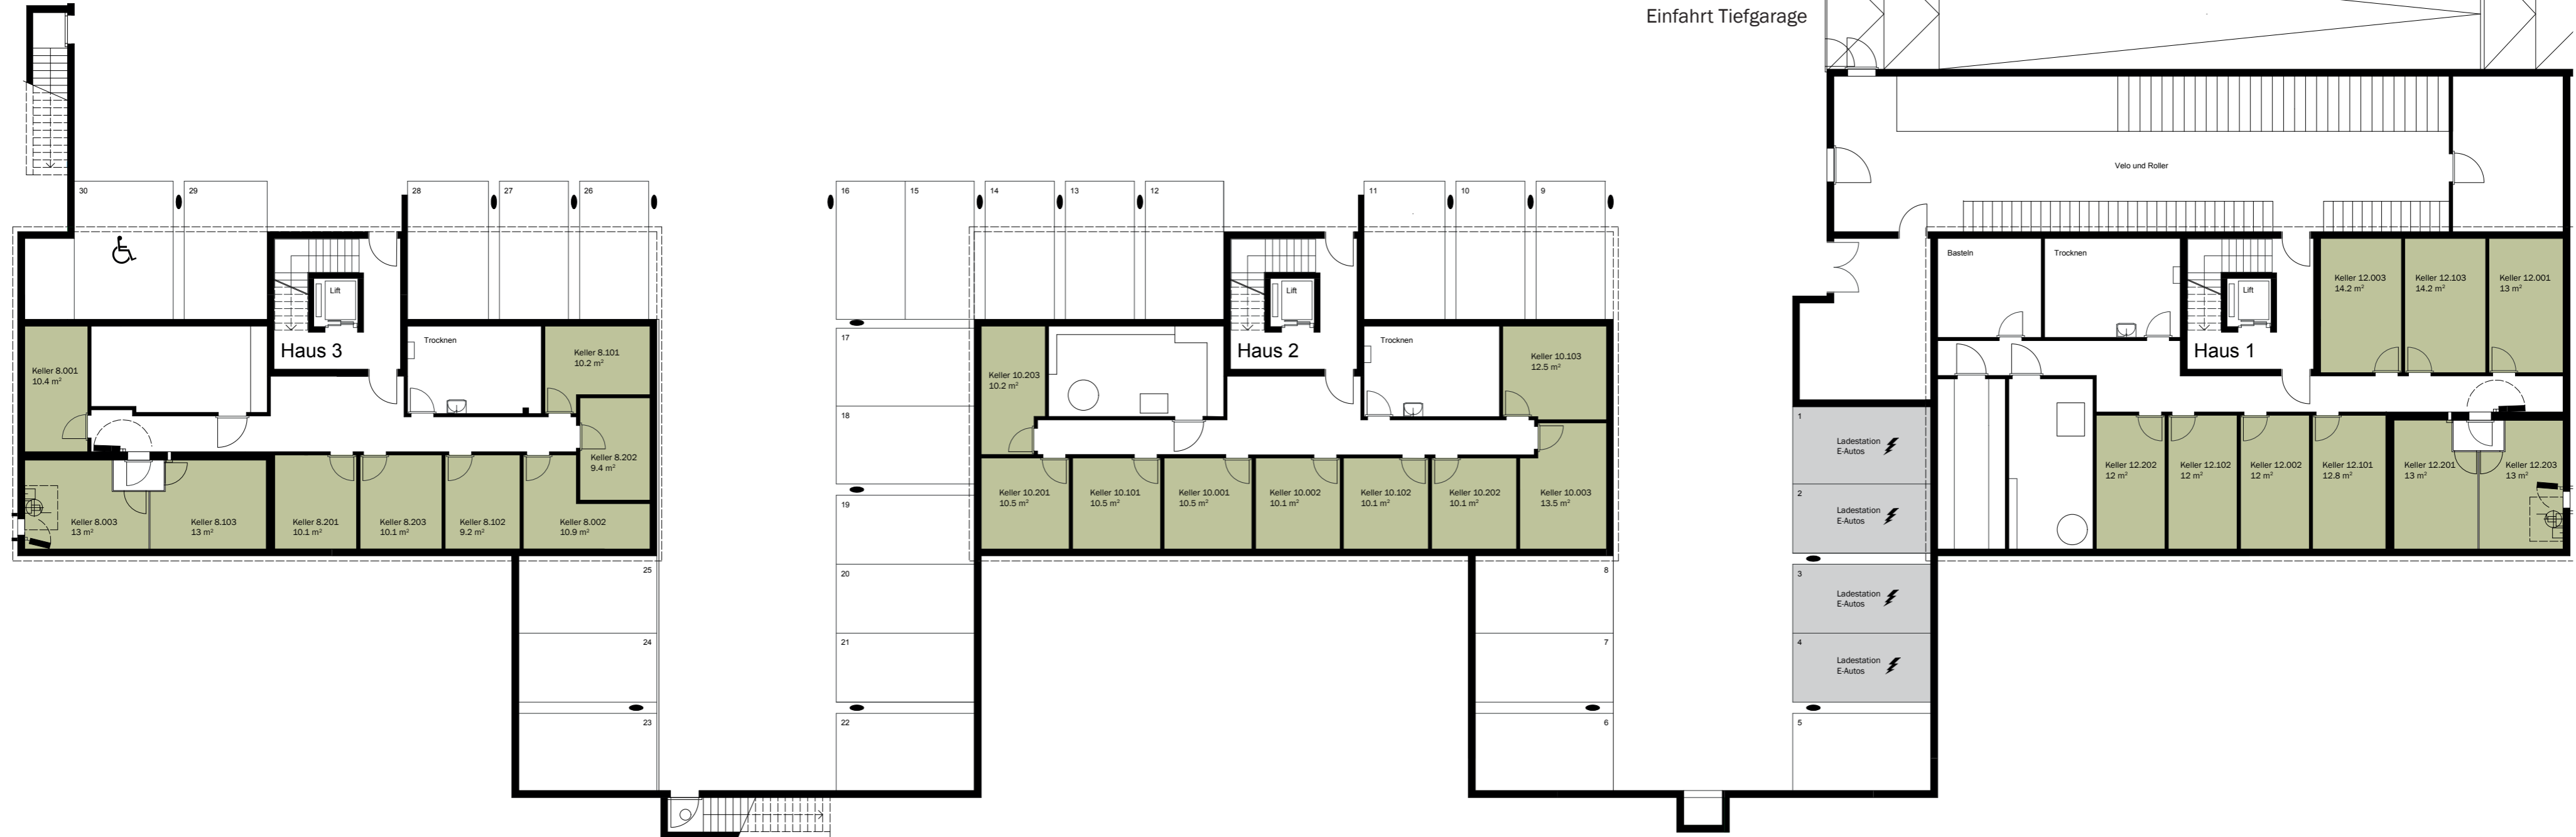 Einfahrt Tiefgarage
Velo und Roller
30
29
28
27
26
16
15
14
13
12
11
10
9
Lift
Haus 3
Trocknen
Keller 8.001
10.4 m²
Keller 8.101
10.2 m²
Keller 8.202
9.4 m²
Keller 8.003
13 m²
Keller 8.103
13 m²
Keller 8.201
10.1 m²
Keller 8.203
10.1 m²
Keller 8.102
9.2 m²
Keller 8.002
10.9 m²
25
24
23
17
18
19
20
21
22
Lift
Haus 2
Trocknen
Keller 10.203
10.2 m²
Keller 10.103
12.5 m²
Keller 10.201
10.5 m²
Keller 10.101
10.5 m²
Keller 10.001
10.5 m²
Keller 10.002
10.1 m²
Keller 10.102
10.1 m²
Keller 10.202
10.1 m²
Keller 10.003
13.5 m²
8
7
6
1
Ladestation
E-Autos
2
Ladestation
E-Autos
3
Ladestation
E-Autos
4
Ladestation
E-Autos
5
Basteln
Trocknen
Lift
Haus 1
Keller 12.003
14.2 m²
Keller 12.103
14.2 m²
Keller 12.001
13 m²
Keller 12.202
12 m²
Keller 12.102
12 m²
Keller 12.002
12 m²
Keller 12.101
12.8 m²
Keller 12.201
13 m²
Keller 12.203
13 m²